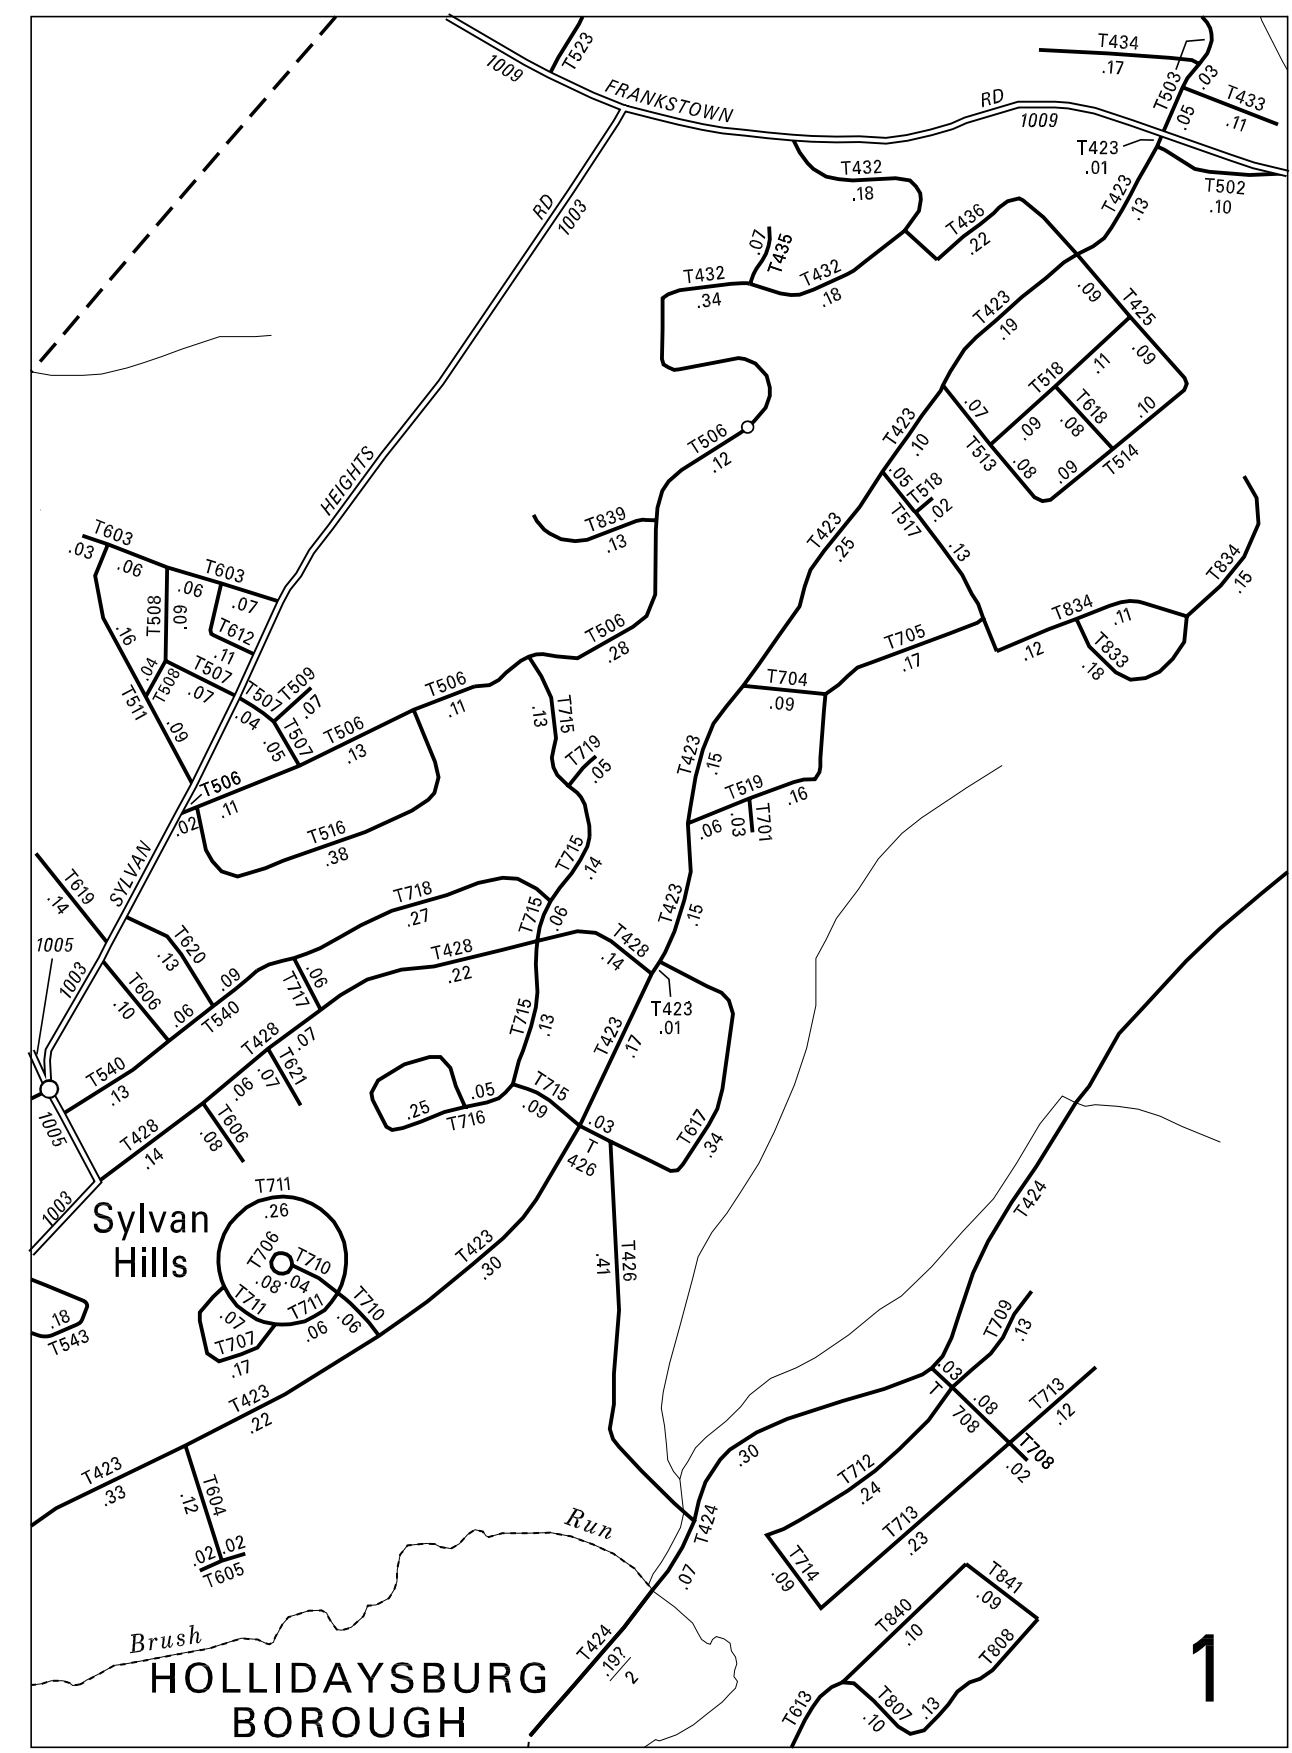 T523
1009
FRANKSTOWN
RD
1009
T434
.17
T503
.03
T433
.11
.05
T423
.01
T502
.10
T423
.13
T432
.18
T436
.22
RD
1003
.07
T435
T432
.34
T432
.18
.09
T425
T423
.19
.09
T518
.11
.10
T618
.08
.07
.09
T513
.08
.09
T514
T423
.10
T506
.12
HEIGHTS
.05
T518
.02
T517
.13
T839
.13
T423
.25
T834
.15
T603
.03
.06
T603
.06
.07
T508
.09
T612
.11
.16
.04
T508
T507
.07
T511
.09
T507
.04
T509
.07
T507
.05
T506
.13
T506
.11
T506
.28
T705
.17
T834
.12
.11
T833
.18
T704
.09
T715
.13
T719
.05
T423
.15
T519
.16
.06
.03
T701
T506
.11
.02
T516
.38
SYLVAN
T715
.14
T619
.14
T718
.27
T715
.06
T423
.15
1005
1003
T620
.13
T428
.22
T428
.14
T606
.10
.06
.09
T540
.06
T717
T423
.01
T715
.13
T423
.17
T428
.07
T621
.07
T540
.13
.06
T606
.08
1005
T428
.14
.25
.05
T716
T715
.09
.03
T
426
T617
.34
1003
Sylvan
Hills
T711
.26
T706
.08
T710
.04
T711
.07
T711
.06
T710
.06
T707
.17
.18
T543
T423
.30
T426
.41
T424
T709
.13
T423
.22
.03
T
708
.08
T713
.12
T708
.02
.30
T423
.33
T604
.12
.02
.02
T605
T712
.24
T713
.23
T714
.09
Run
T424
.07
Brush
T424
.19?
2
T841
.09
T840
.10
T808
.13
T807
.10
T613
HOLLIDAYSBURG
BOROUGH
1